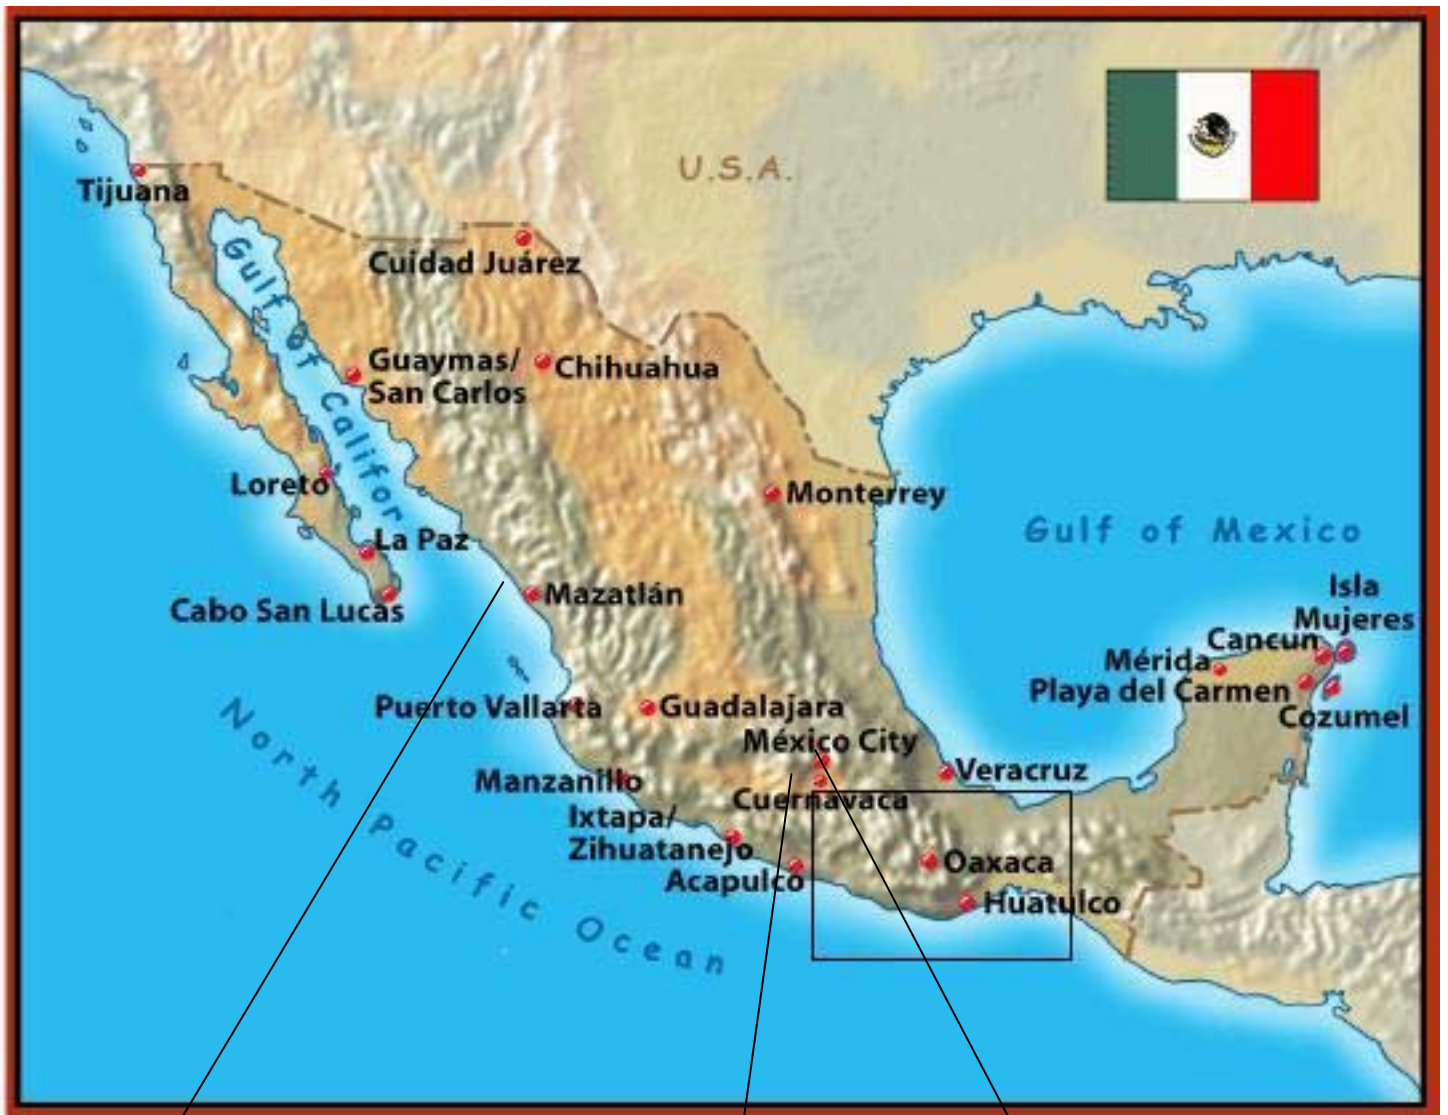 U.S.A.
Tijuana
Gulf of Califor
Cuídad Juárez
Guaymas/
San Carlos
Chihuahua
Loreto
Monterrey
La Paz
Gulf of Mexico
Cabo San Lucas
Mazatlán
Isla
Mujeres
Cancun
Mérida
Playa del Carmen
Cozumel
Puerto Vallarta
Guadalajara
México City
North Pacific Ocean
Manzanillo
Veracruz
Cuernavaca
Ixtapa/
Zihuatanejo
Oaxaca
Acapulco
Huatulco